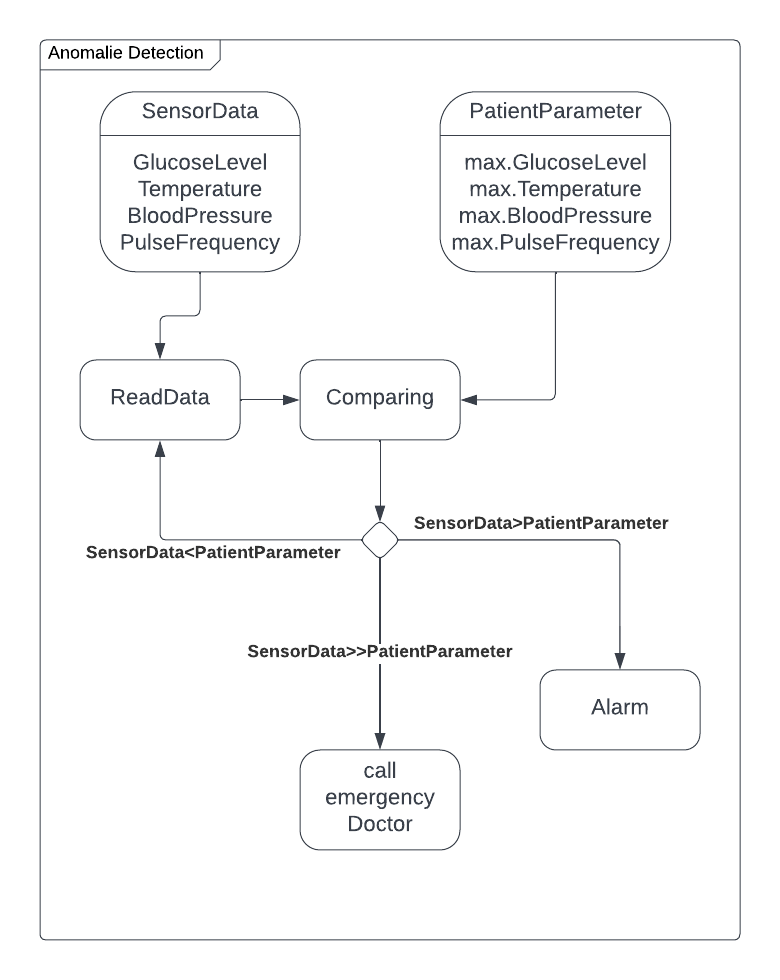 Anomalie Detection
SensorData
GlucoseLevel
Temperature
BloodPressure
PulseFrequency
PatientParameter
max.GlucoseLevel
max.Temperature
max.BloodPressure
max.PulseFrequency
ReadData
Comparing
SensorData>PatientParameter
SensorData<PatientParameter
SensorData>>PatientParameter
Alarm
call
emergency
Doctor